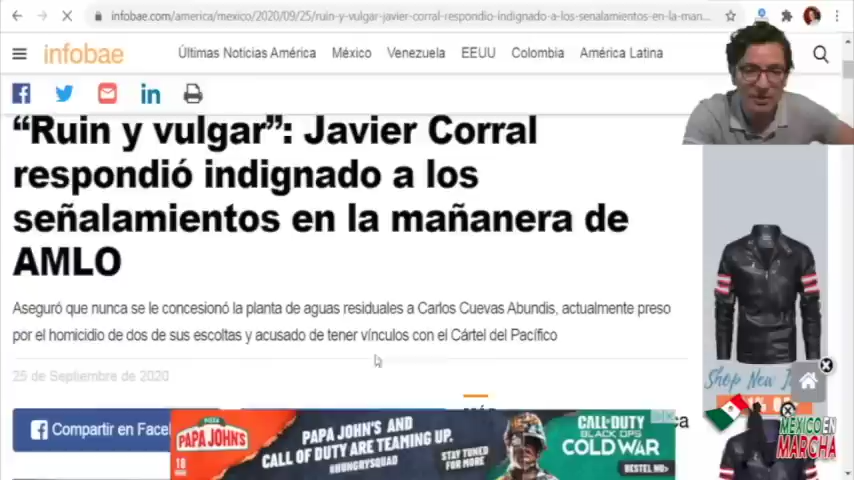 infobae.com/america/mexico/2020/09/25/ruin-y-vulgar-javier-corral-respondio-indignado-a-los-senalamientos-en-la-man...
infobae
Últimas Noticias América
México
Venezuela
EEUU
Colombia
América Latina
“Ruin y vulgar”: Javier Corral
respondió indignado a los
señalamientos en la mañanera de
AMLO
Aseguró que nunca se le concesionó la planta de aguas residuales a Carlos Cuevas Abundis, actualmente preso
por el homicidio de dos de sus escoltas y acusado de tener vínculos con el Cártel del Pacífico
25 de Septiembre de 2020
Compartir en Face
PIZZA
PAPA JOHN'S
18
PAPA JOHN'S AND
CALL OF DUTY ARE TEAMING UP.
#HUNGRYSQUAD
STAY TUNED
FOR MORE
CALL OF DUTY
BLACK OPS
COLD WAR
BESTEL NU>
Shop New
MÉXICO EN
MARCHA